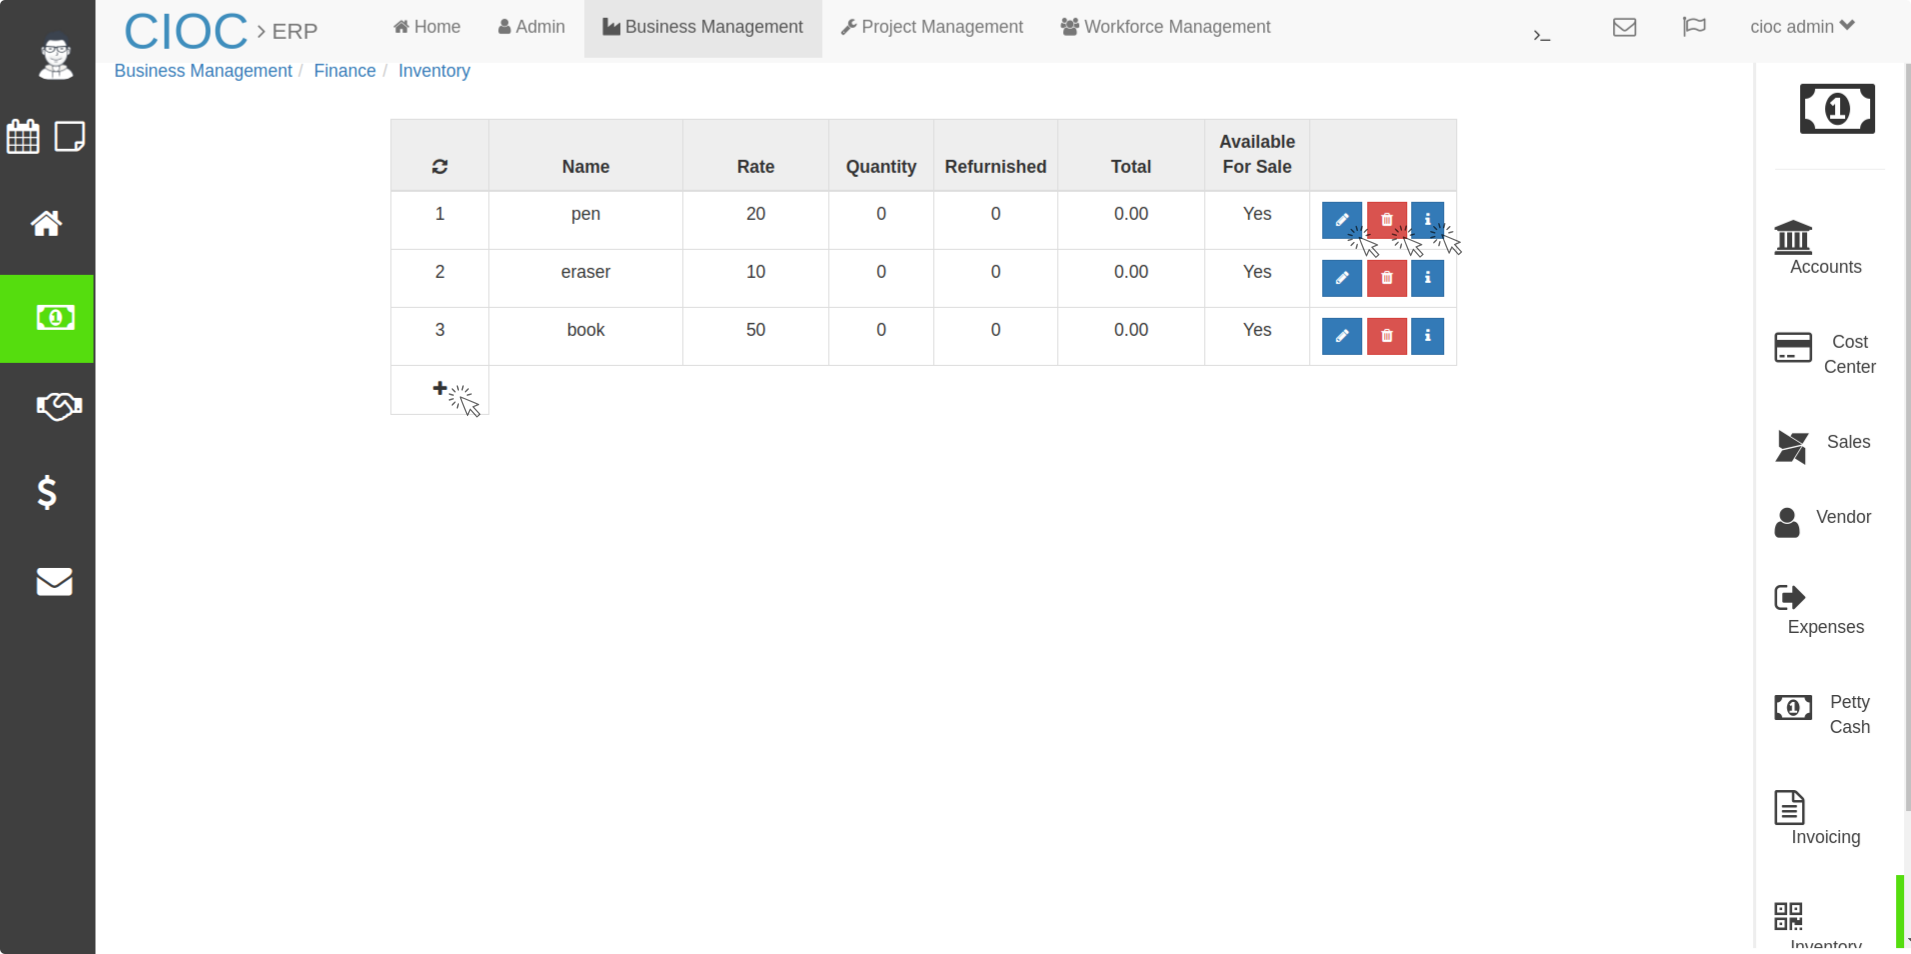 CIOC > ERP
Home Admin Business Management Project Management Workforce Management
>_
cioc admin
Business Management / Finance / Inventory
Name Rate Quantity Refurnished Total Available For Sale
1 pen 20 0 0 0.00 Yes
2 eraser 10 0 0 0.00 Yes
3 book 50 0 0 0.00 Yes
Accounts
Cost
Center
Sales
Vendor
Expenses
Petty
Cash
Invoicing
Inventory